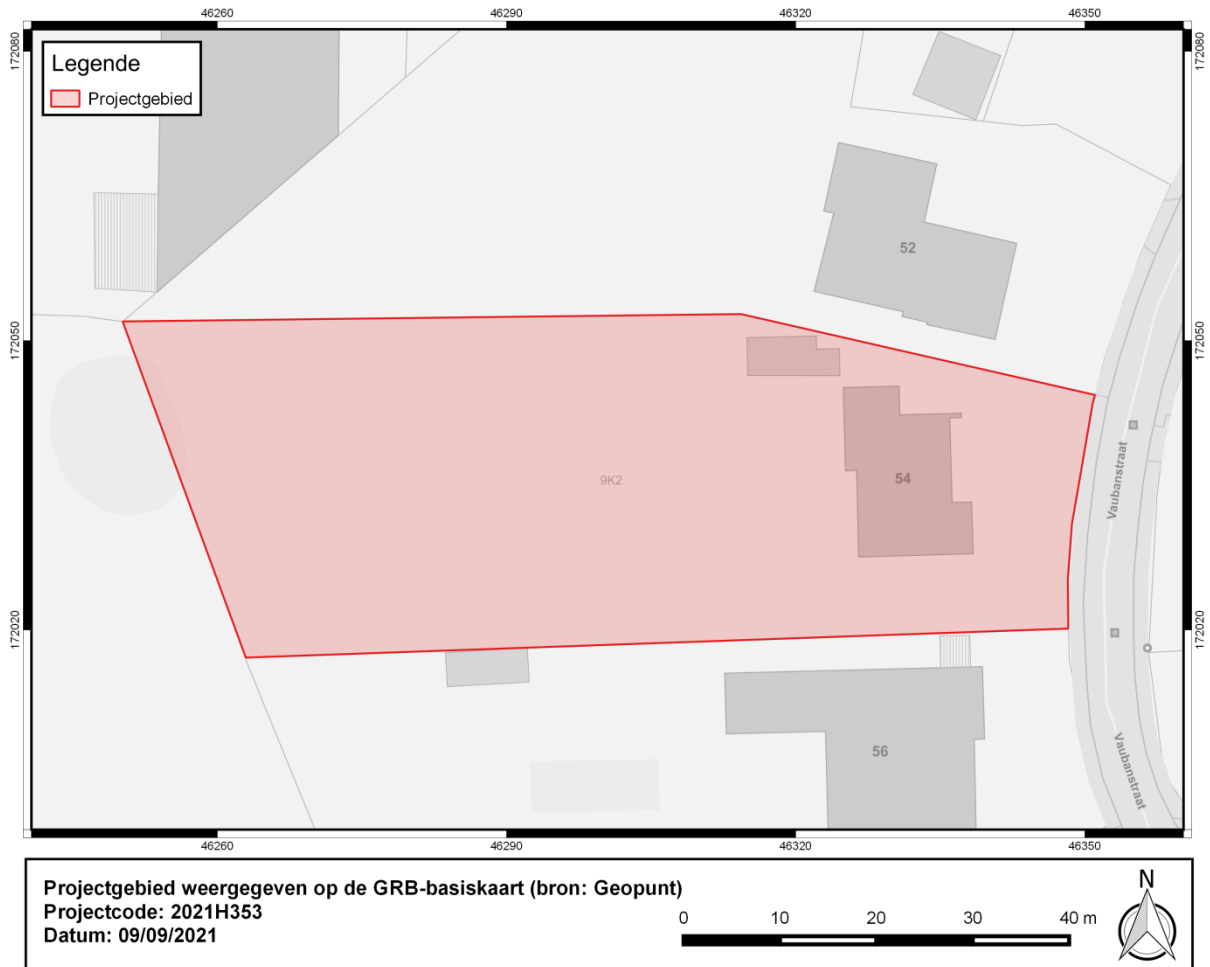 46260 46290 46320 46350
172080 172080
Legende
Projectgebied
52
172050 172050
Vaubanstraat
9K2
54
172020 172020
Vaubanstraat
56
46260 46290 46320 46350
Projectgebied weergegeven op de GRB-basiskaart (bron: Geopunt)
Projectcode: 2021H353
Datum: 09/09/2021
0 10 20 30 40 m
N